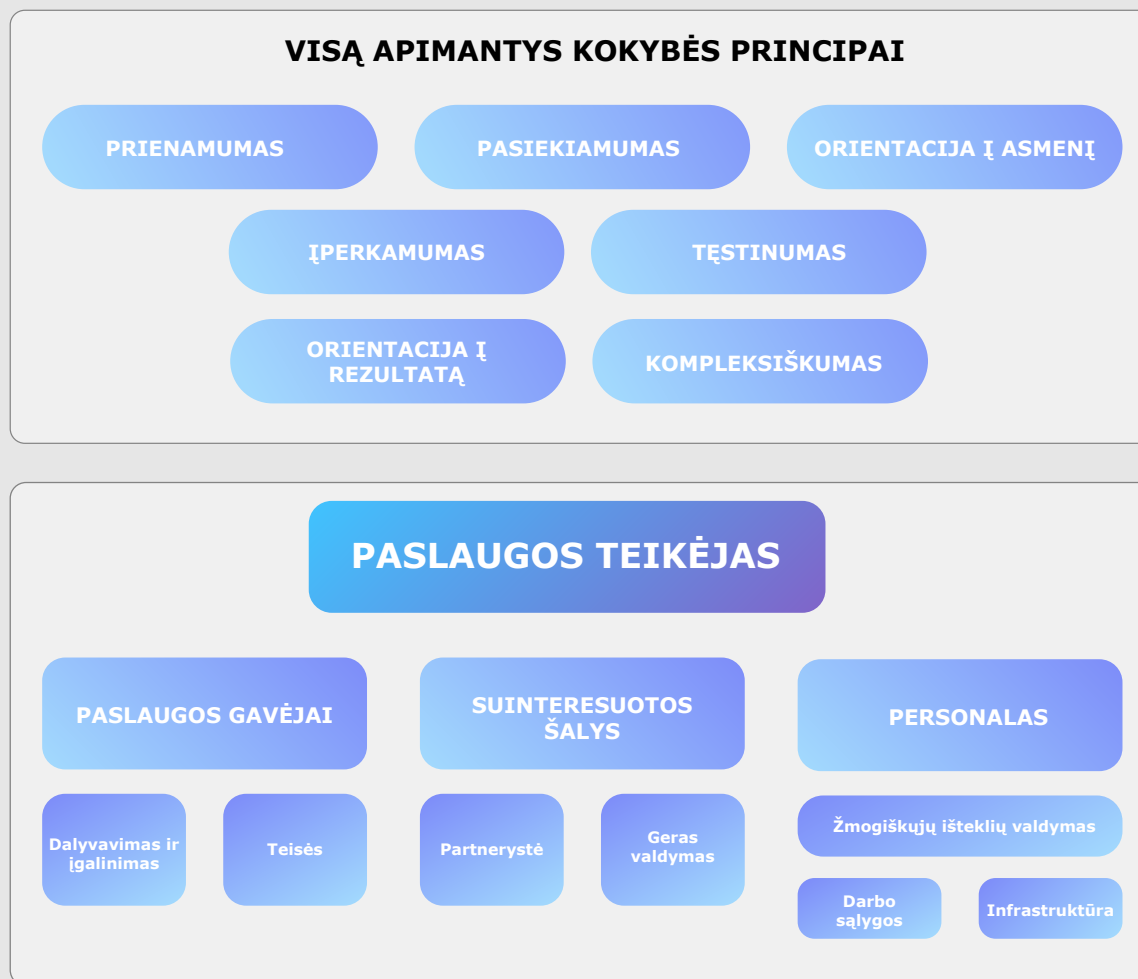 VISĄ APIMANTYS KOKYBĖS PRINCIPAI
PRIENAMUMAS
PASIEKIAMUMAS
ORIENTACIJA Į ASMENĮ
ĮPERKAMUMAS
TĘSTINUMAS
ORIENTACIJA Į
REZULTATĄ
KOMPLEKSIŠKUMAS
PASLAUGOS TEIKĖJAS
PASLAUGOS GAVĖJAI
SUINTERESUOTOS
ŠALYS
PERSONALAS
Dalyvavimas ir
įgalinimas
Teisės
Partnerystė
Geras
valdymas
Žmogiškųjų išteklių valdymas
Darbo
sąlygos
Infrastruktūra